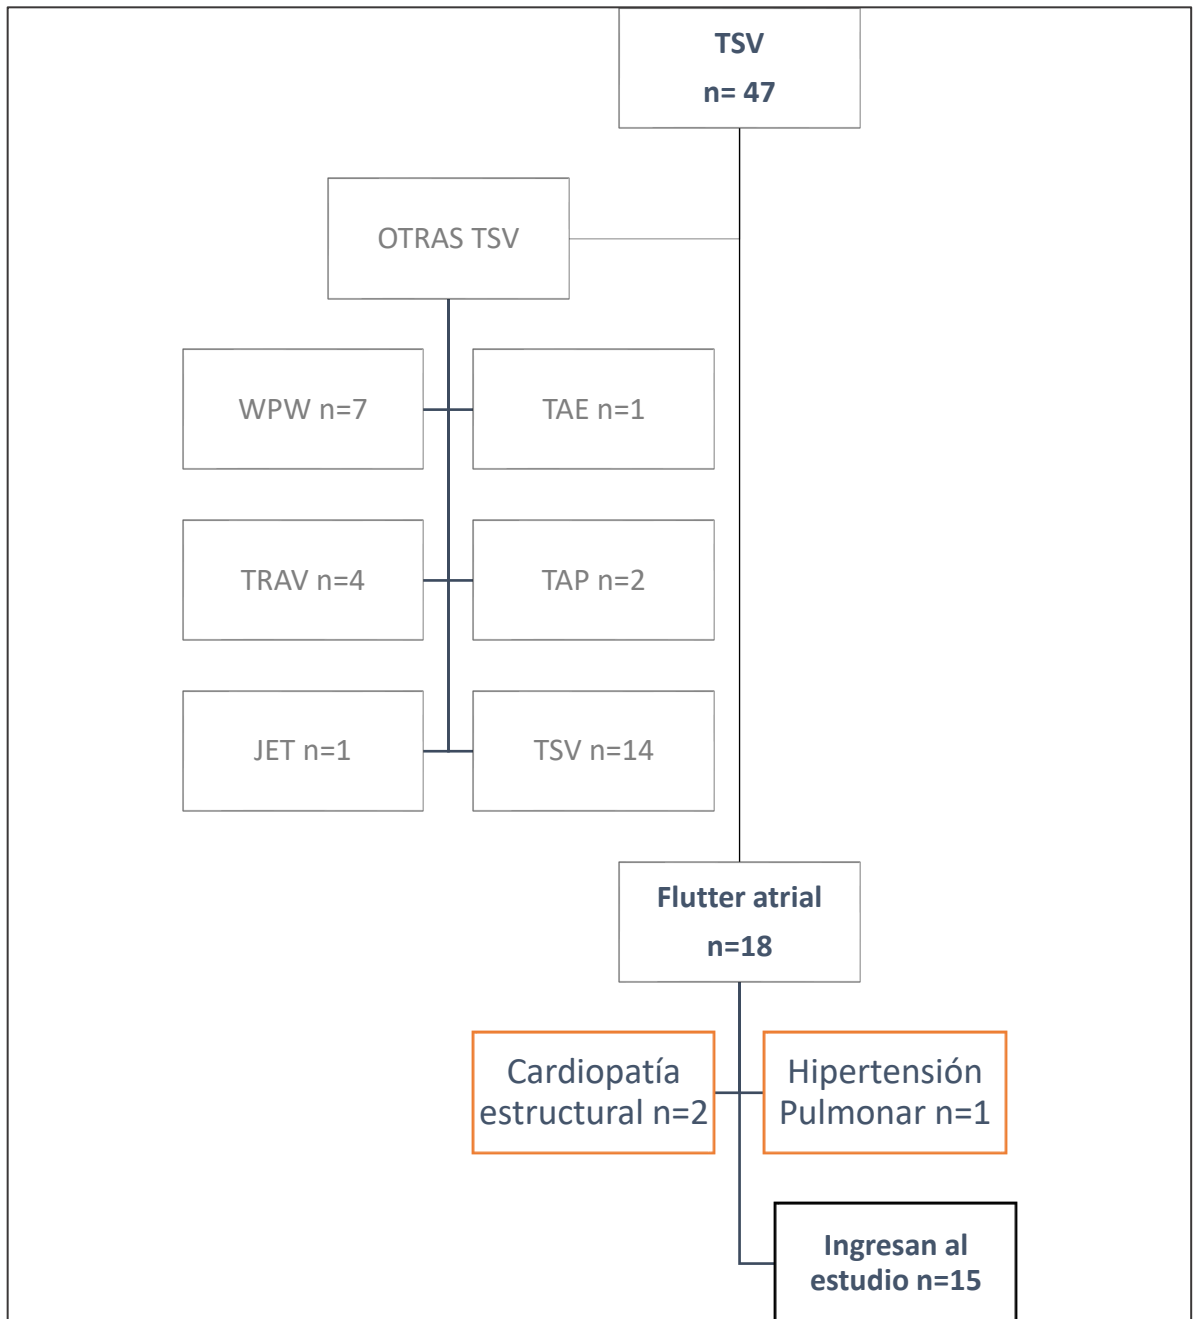 TSV
n= 47
OTRAS TSV
WPW n=7
TAE n=1
TRAV n=4
TAP n=2
JET n=1
TSV n=14
Flutter atrial
n=18
Cardiopatía
estructural n=2
Hipertensión
Pulmonar n=1
Ingresan al
estudio n=15